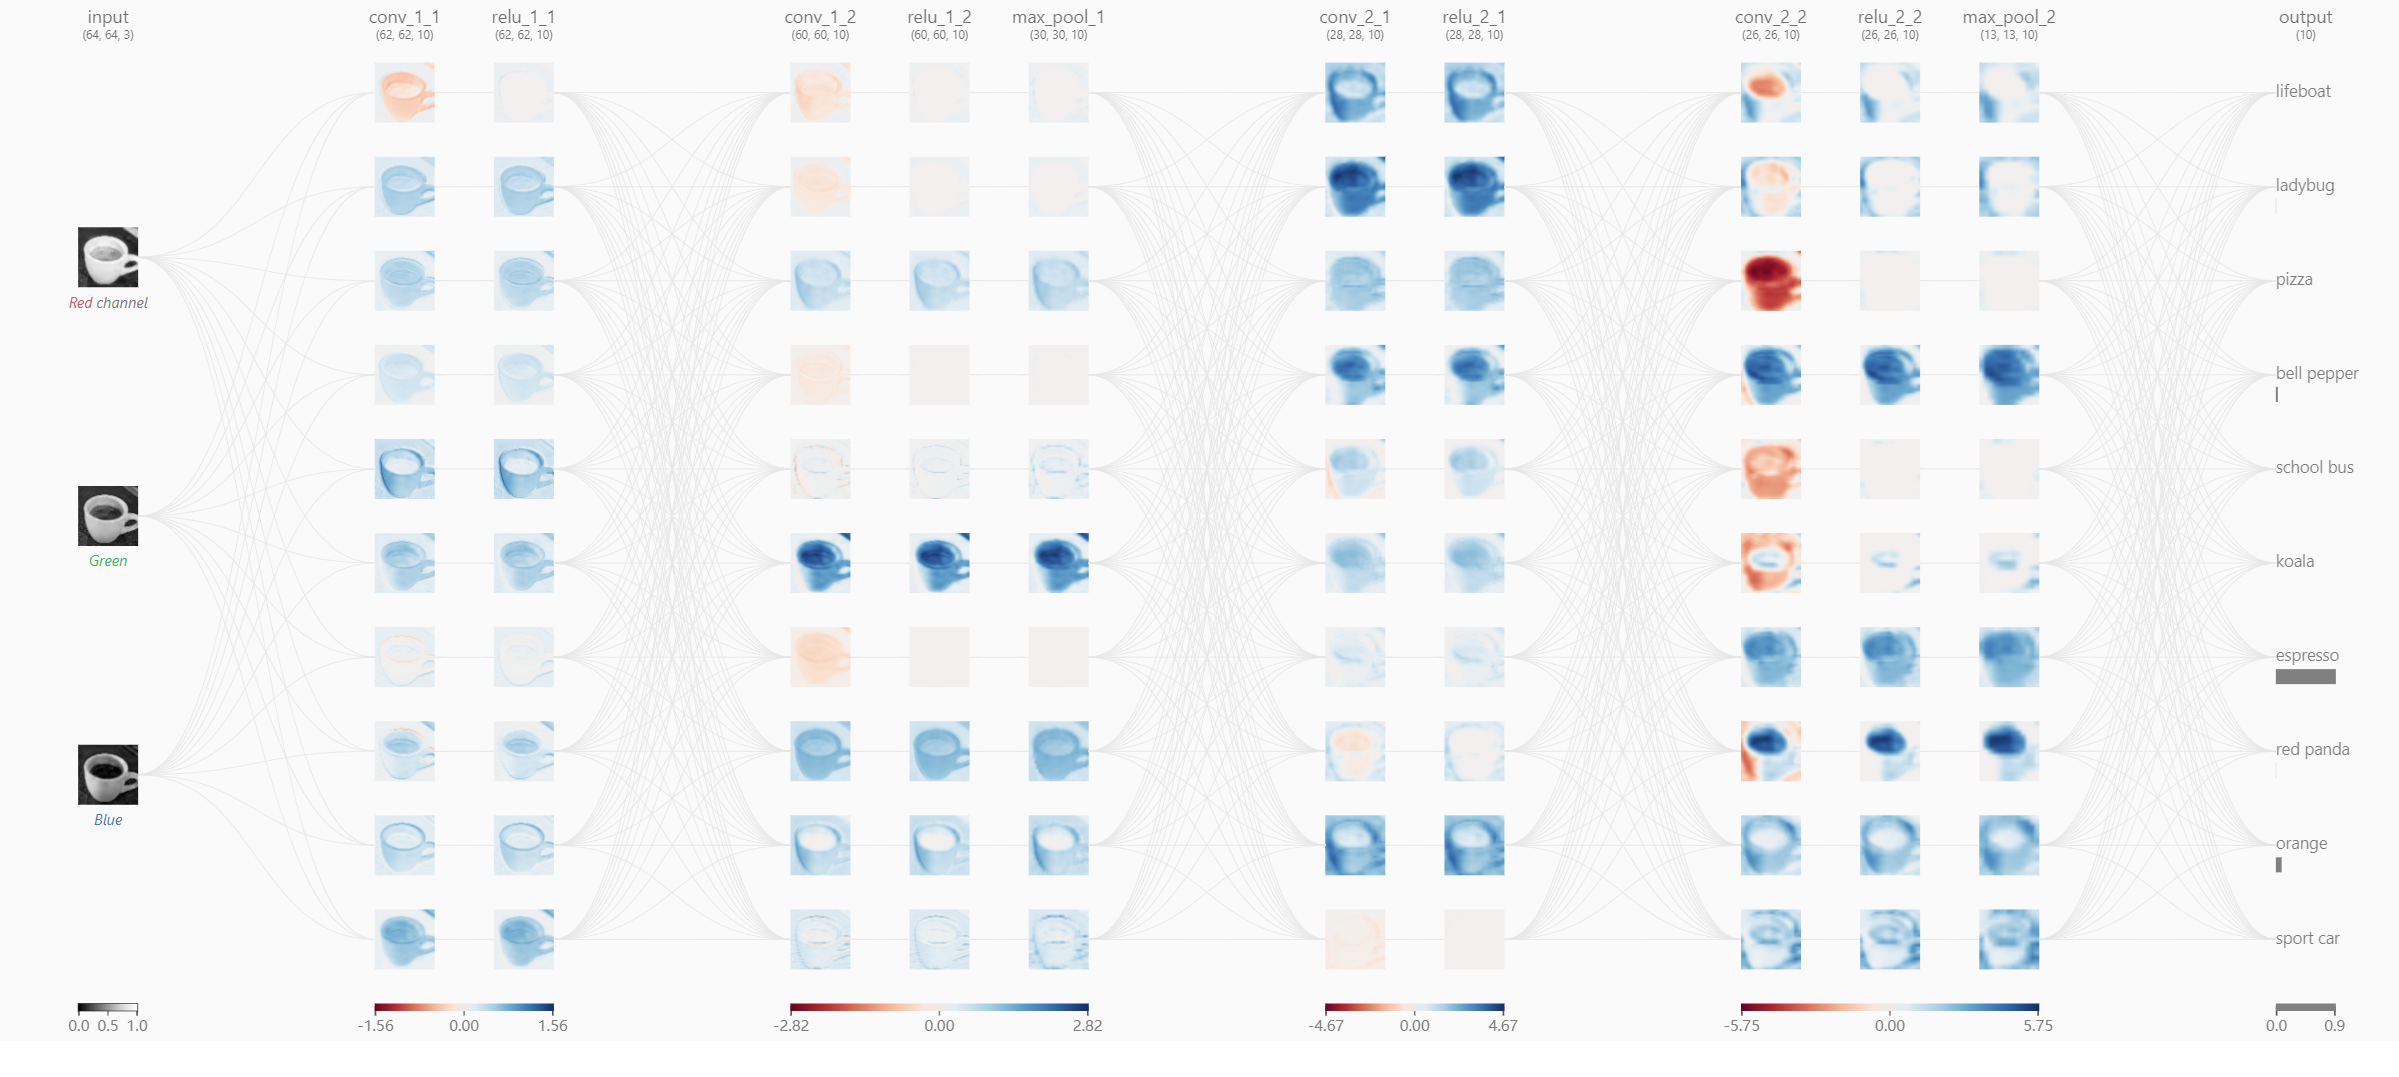 input
(64, 64, 3)
conv_1_1
(62, 62, 10)
relu_1_1
(62, 62, 10)
conv_1_2
(60, 60, 10)
relu_1_2
(60, 60, 10)
max_pool_1
(30, 30, 10)
conv_2_1
(28, 28, 10)
relu_2_1
(28, 28, 10)
conv_2_2
(26, 26, 10)
relu_2_2
(26, 26, 10)
max_pool_2
(13, 13, 10)
output
(10)
Red channel
Green
Blue
lifeboat
ladybug
pizza
bell pepper
school bus
koala
espresso
red panda
orange
sport car
0.0 0.5 1.0
-1.56 0.00 1.56
-2.82 0.00 2.82
-4.67 0.00 4.67
-5.75 0.00 5.75
0.0 0.9